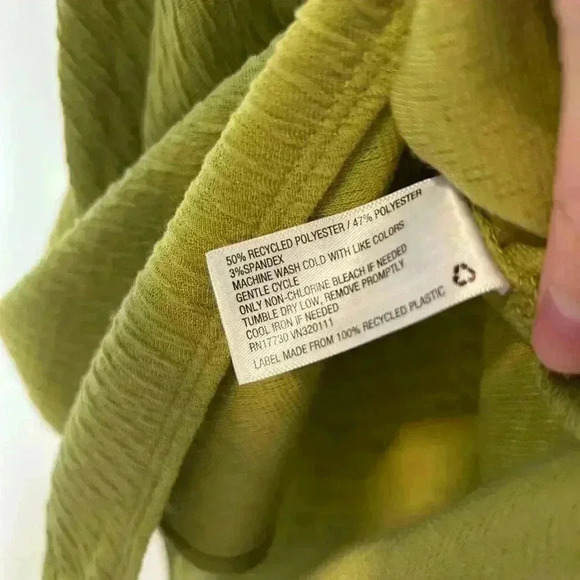 50% RECYCLED POLYESTER / 47% POLYESTER
3%SPANDEX
MACHINE WASH COLD WITH LIKE COLORS
GENTLE CYCLE
ONLY NON-CHLORINE BLEACH IF NEEDED
TUMBLE DRY LOW, REMOVE PROMPTLY
COOL IRON IF NEEDED
RN17730 VN320111
LABEL MADE FROM 100% RECYCLED PLASTIC